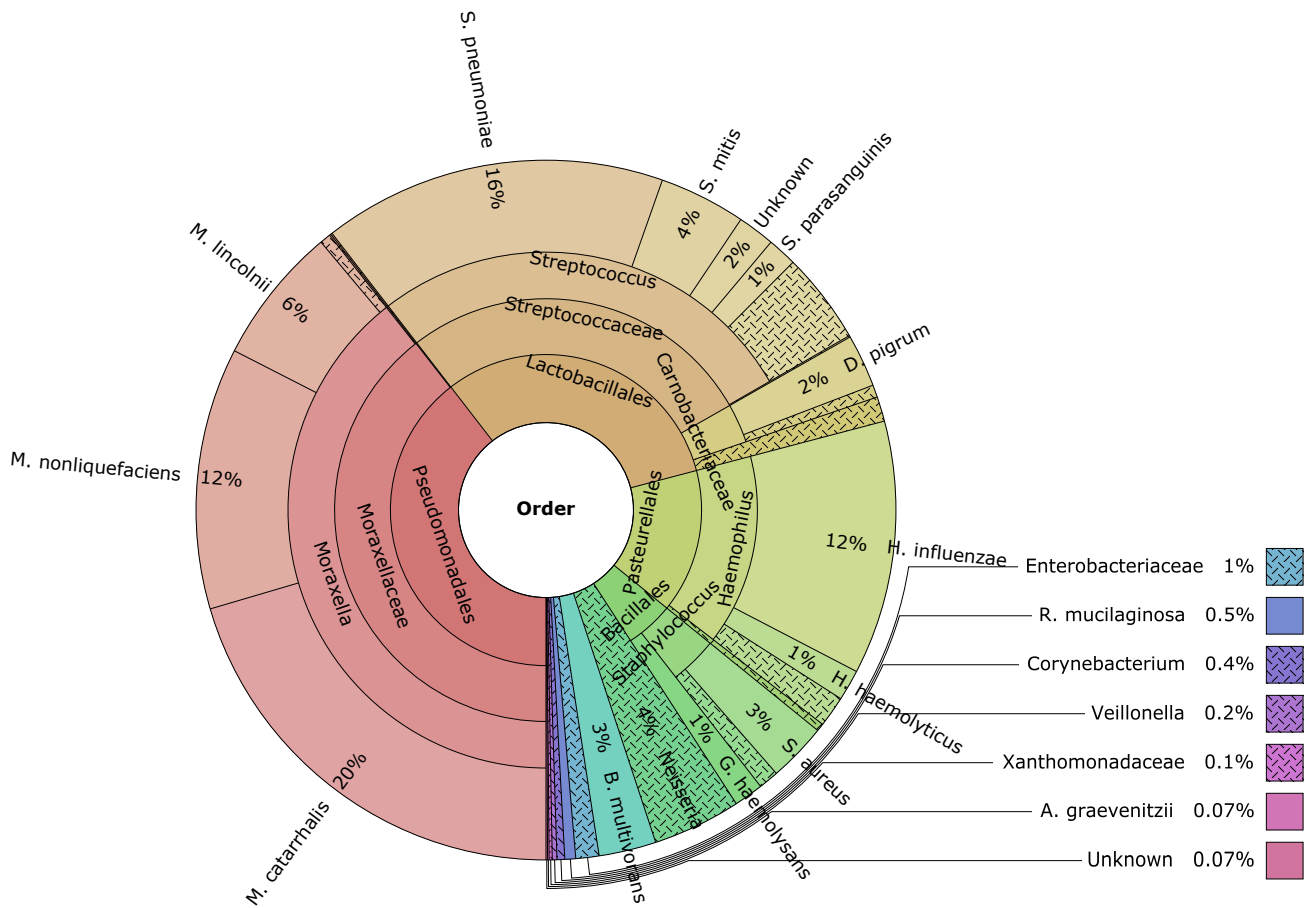 S. pneumoniae
16%
S. mitis
4%
Unknown
2%
S. parasanguinis
1%
M. lincolnii
6%
Streptococcus
Streptococcaceae
Lactobacillales
Carnobacteriaceae
D. pigrum
2%
M. nonliquefaciens
12%
Pseudomonadales
Moraxellaceae
Moraxella
Order
Pasteurellales
Haemophilus
12%
H. influenzae
Bacillales
Staphylococcus
1%
H. haemolyticus
3%
S. aureus
1%
G. haemolysans
4%
Neisseria
3%
B. multivorans
20%
M. catarrhalis
Enterobacteriaceae 1%
R. mucilaginosa 0.5%
Corynebacterium 0.4%
Veillonella 0.2%
Xanthomonadaceae 0.1%
A. graevenitzii 0.07%
Unknown 0.07%